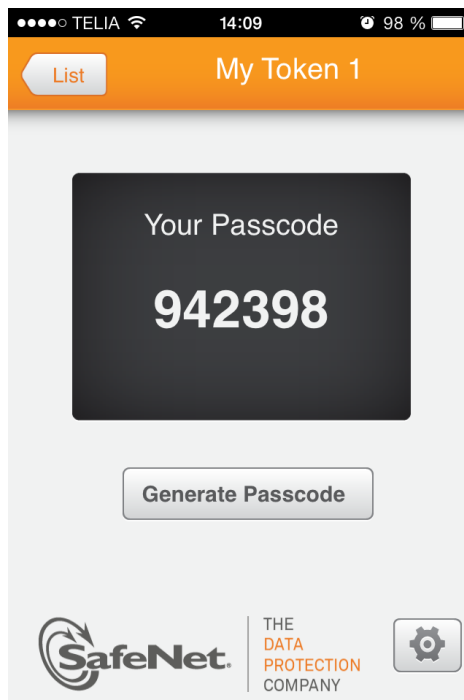 TELIA 14:09 98 %
List My Token 1
Your Passcode
942398
Generate Passcode
SafeNet.
THE
DATA
PROTECTION
COMPANY